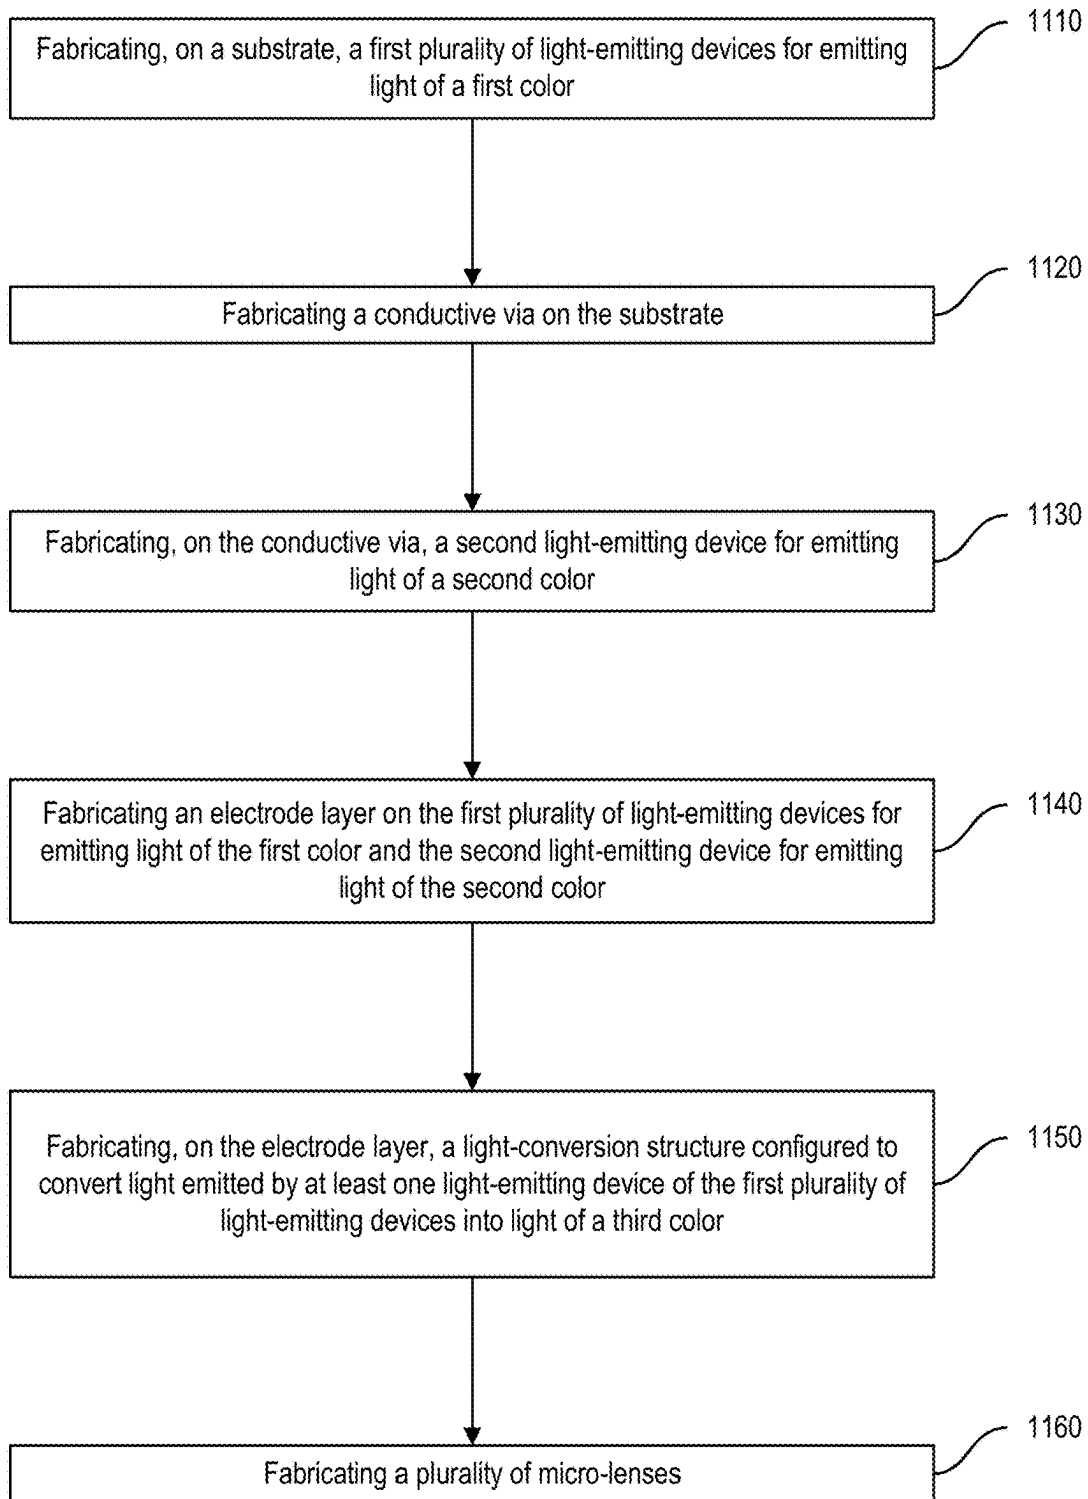 1110
Fabricating, on a substrate, a first plurality of light-emitting devices for emitting
light of a first color
1120
Fabricating a conductive via on the substrate
1130
Fabricating, on the conductive via, a second light-emitting device for emitting
light of a second color
1140
Fabricating an electrode layer on the first plurality of light-emitting devices for
emitting light of the first color and the second light-emitting device for emitting
light of the second color
1150
Fabricating, on the electrode layer, a light-conversion structure configured to
convert light emitted by at least one light-emitting device of the first plurality of
light-emitting devices into light of a third color
1160
Fabricating a plurality of micro-lenses